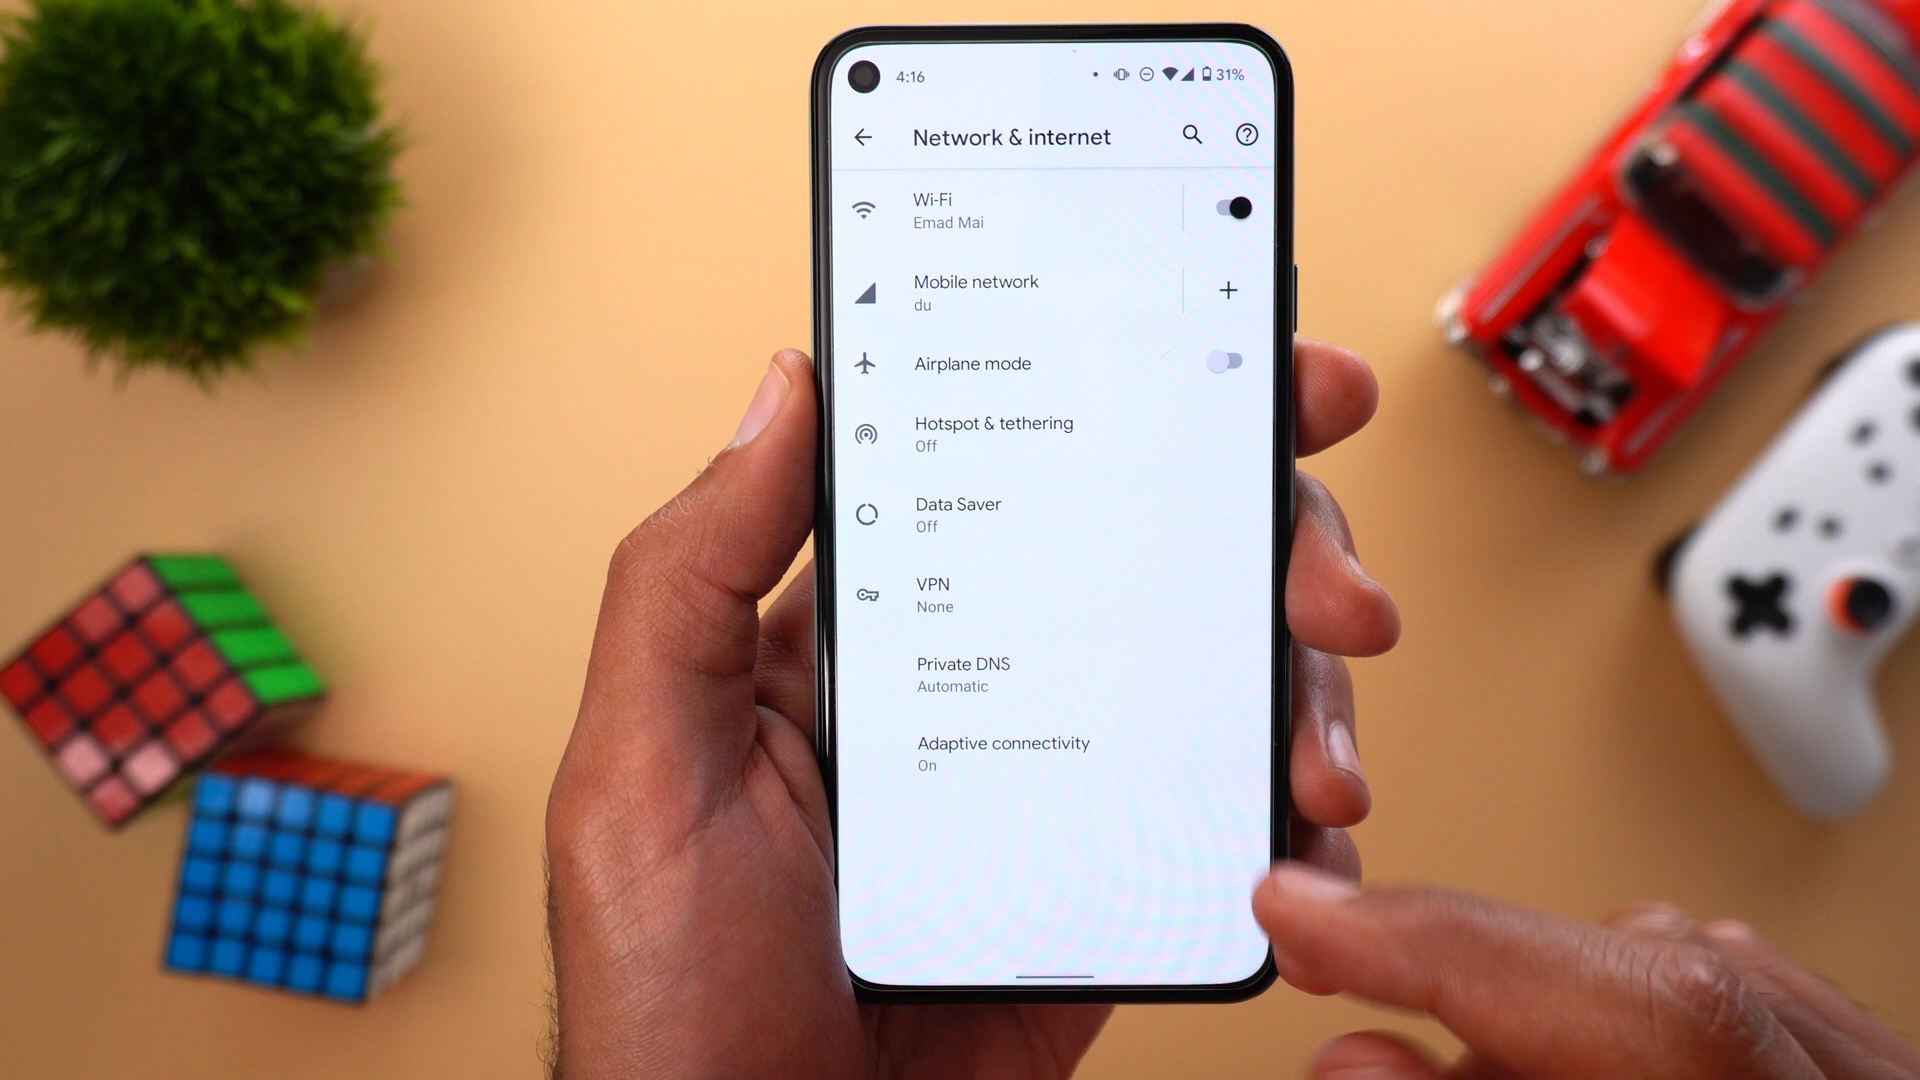 4:16
31%
Network & internet
Wi-Fi
Emad Mai
Mobile network
du
Airplane mode
Hotspot & tethering
Off
Data Saver
Off
VPN
None
Private DNS
Automatic
Adaptive connectivity
On